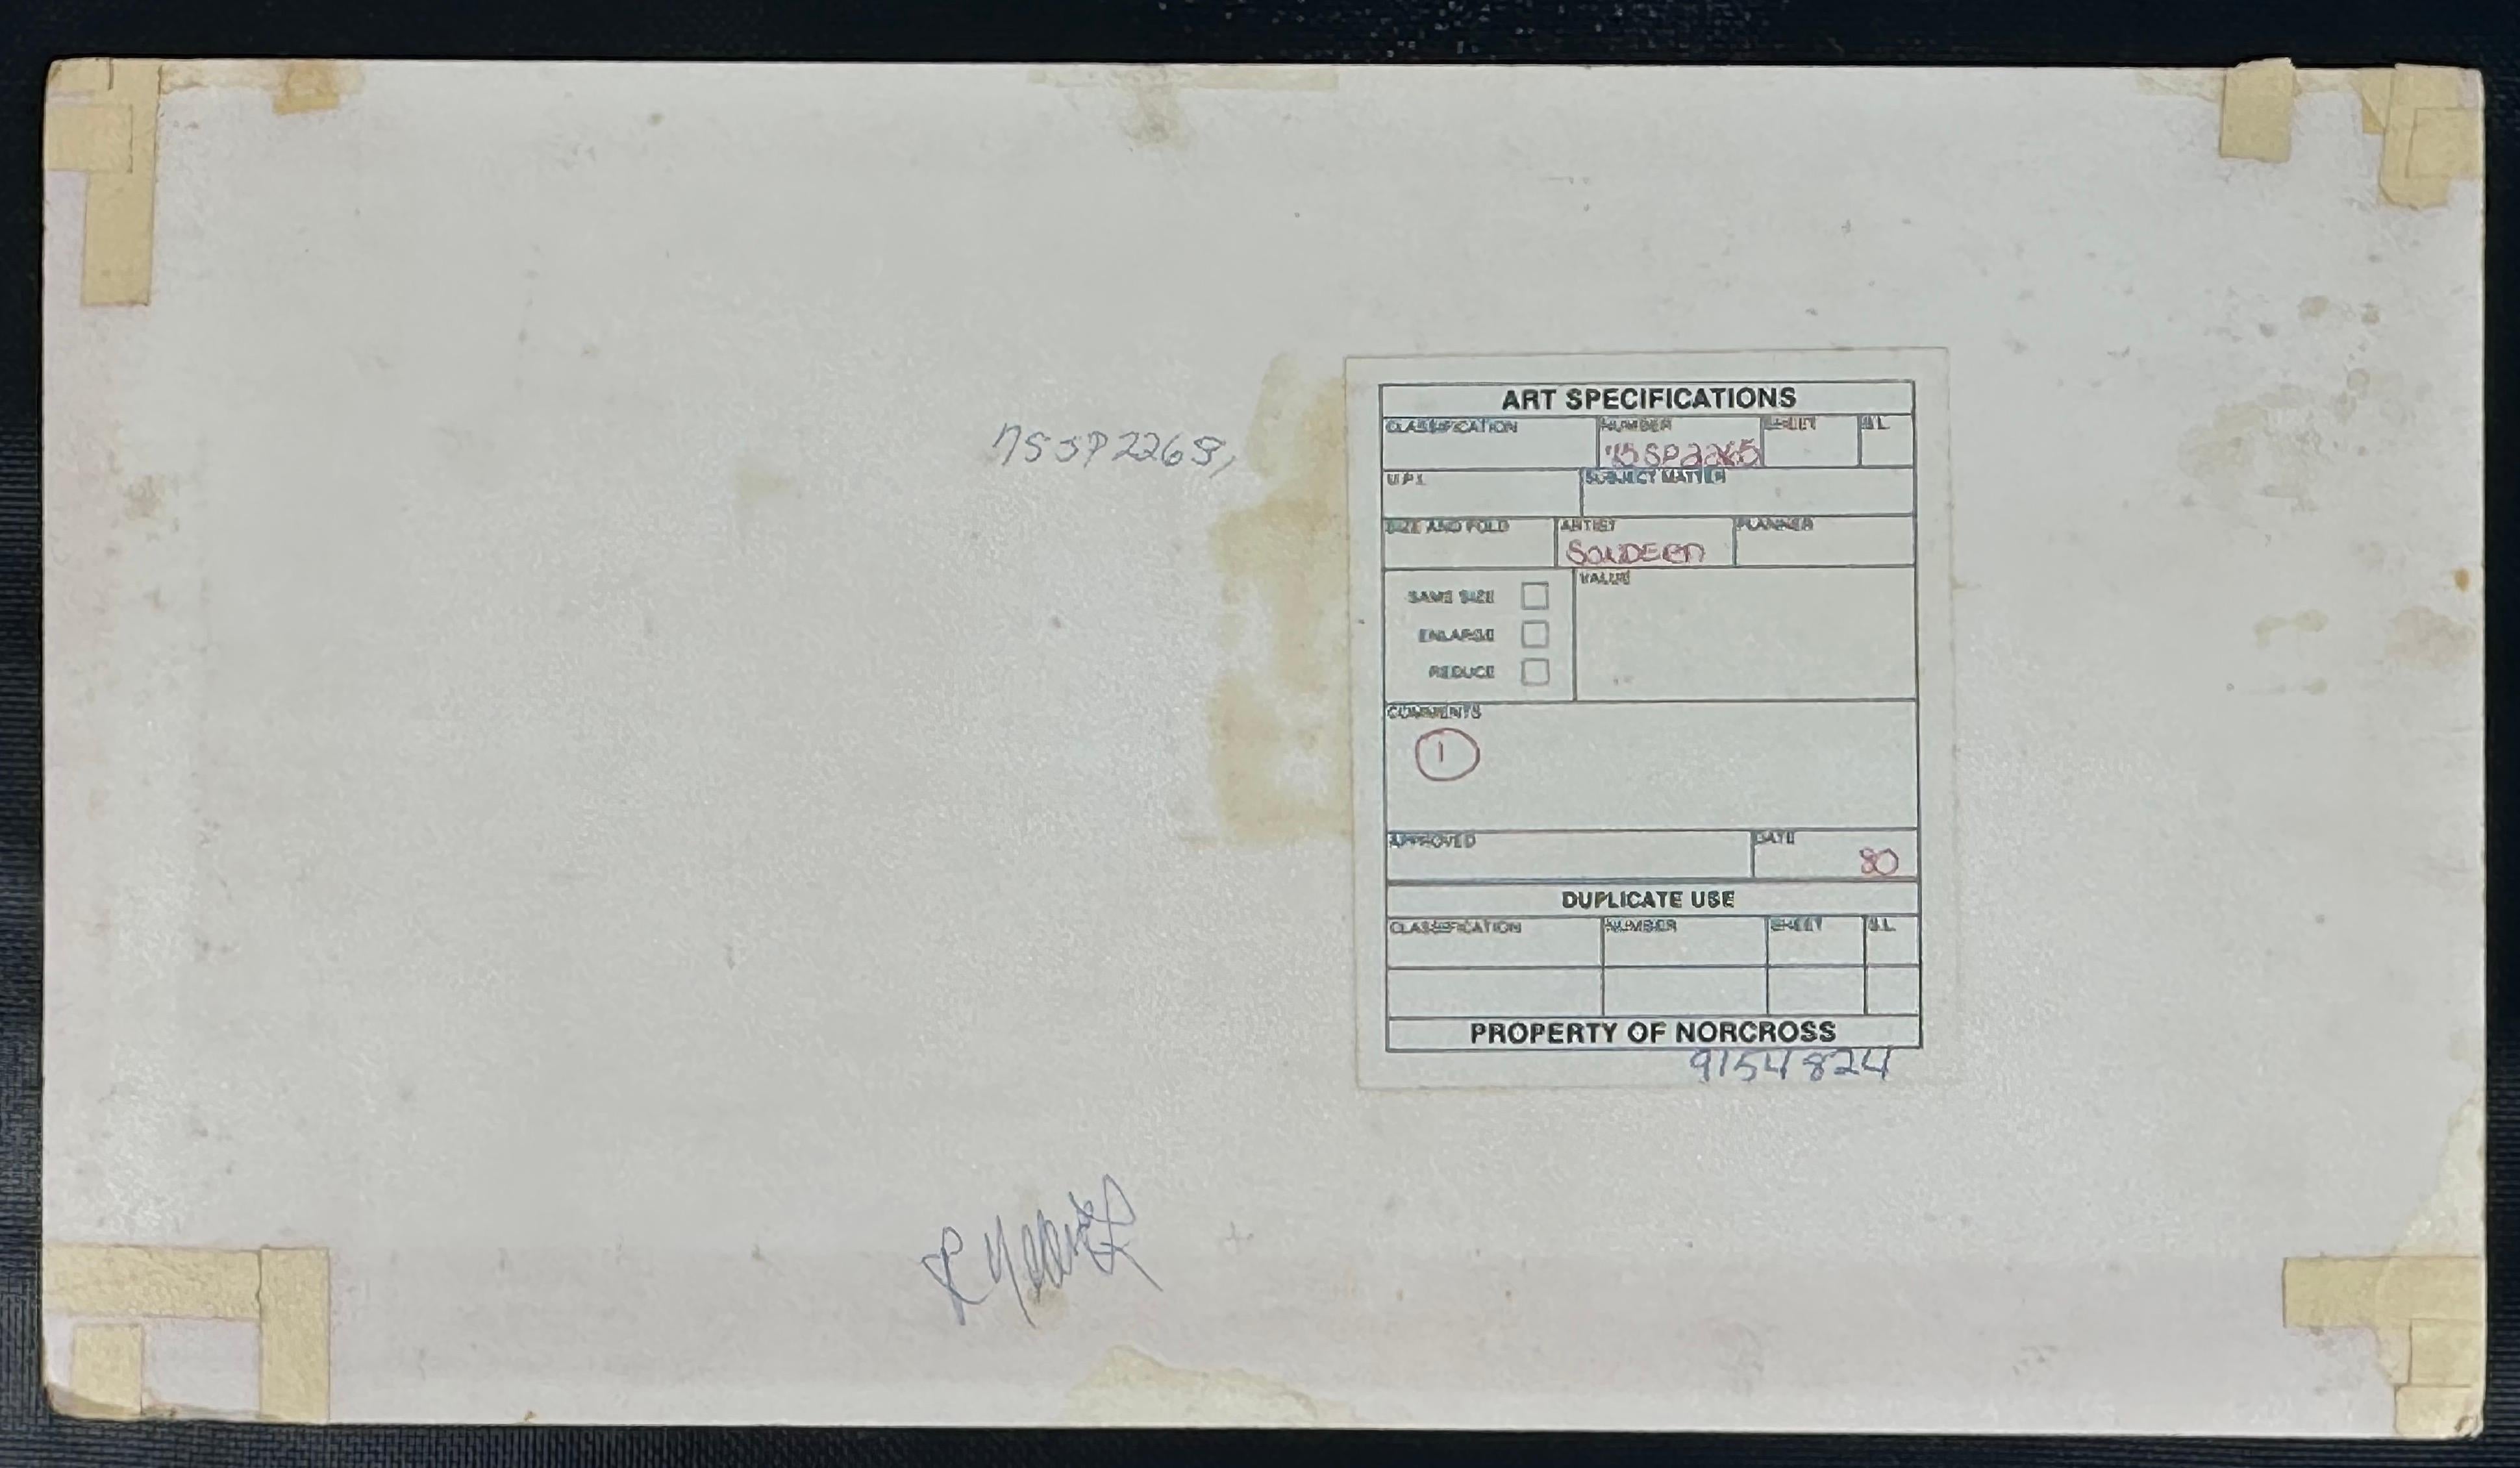 75SP2265,
ART SPECIFICATIONS
CLASSIFICATION NUMBER SHEET S.L.
75SP2265
U.P.C. SUBJECT MATTER
SIZE AND FOLD ARTIST PLANNER
SAME SIZE VALUE
ENLARGE
REDUCE
COMMENTS
1
APPROVED DATE
80
DUPLICATE USE
CLASSIFICATION NUMBER SHEET S.L.
PROPERTY OF NORCROSS
9154824